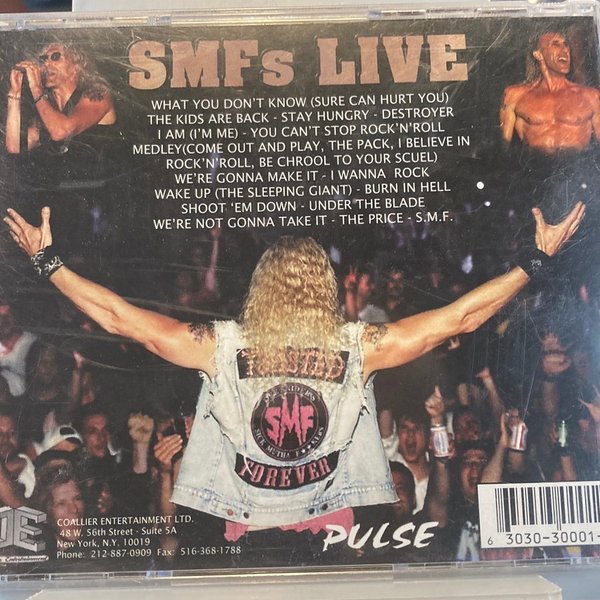 SMFs LIVE
WHAT YOU DON'T KNOW (SURE CAN HURT YOU)
THE KIDS ARE BACK - STAY HUNGRY - DESTROYER
I AM (I'M ME) - YOU CAN'T STOP ROCK'N'ROLL
MEDLEY(COME OUT AND PLAY, THE PACK, I BELIEVE IN
ROCK'N'ROLL, BE CHROOL TO YOUR SCUEL)
WE'RE GONNA MAKE IT - I WANNA ROCK
WAKE UP (THE SLEEPING GIANT) - BURN IN HELL
SHOOT 'EM DOWN - UNDER THE BLADE
WE'RE NOT GONNA TAKE IT - THE PRICE - S.M.F.
TWISTED
SMF
FOREVER
COALLIER ENTERTAINMENT LTD.
48 W. 56th Street - Suite 5A
New York, N.Y. 10019
Phone: 212-887-0909 Fax: 516-368-1788
PULSE
6 3030-30001-